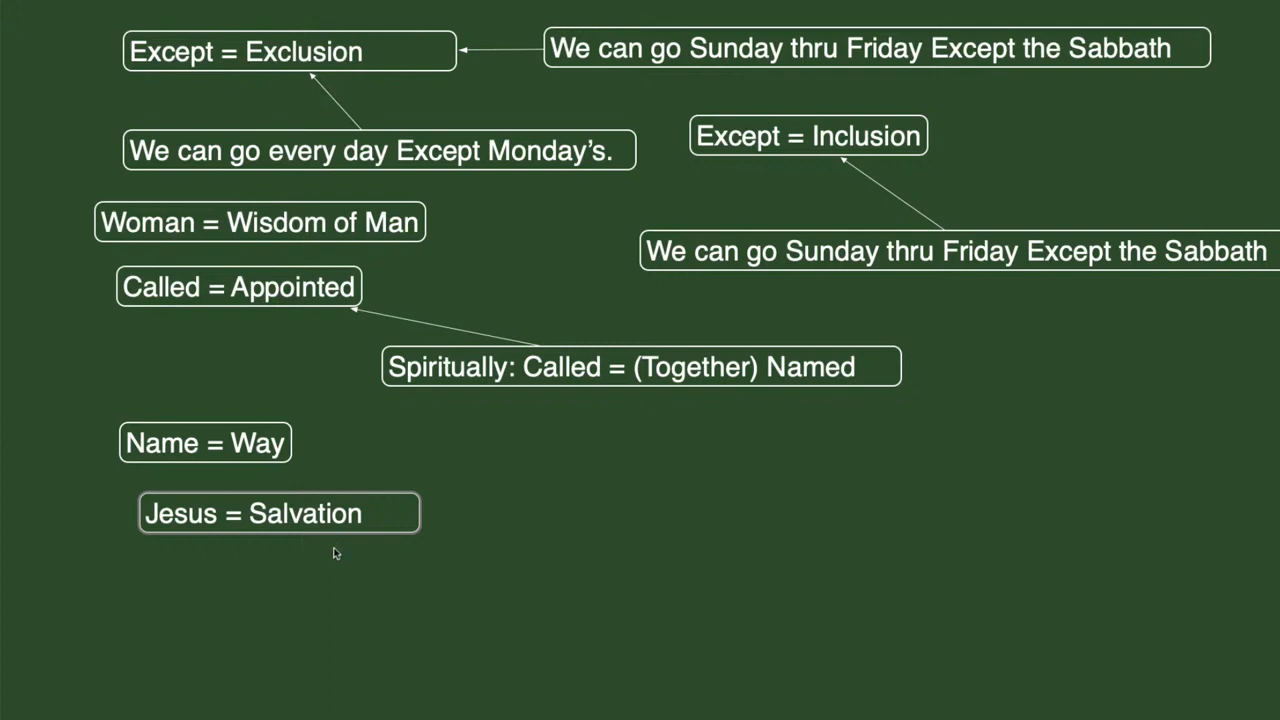 Except = Exclusion
We can go Sunday thru Friday Except the Sabbath
We can go every day Except Monday’s.
Except = Inclusion
Woman = Wisdom of Man
We can go Sunday thru Friday Except the Sabbath
Called = Appointed
Spiritually: Called = (Together) Named
Name = Way
Jesus = Salvation